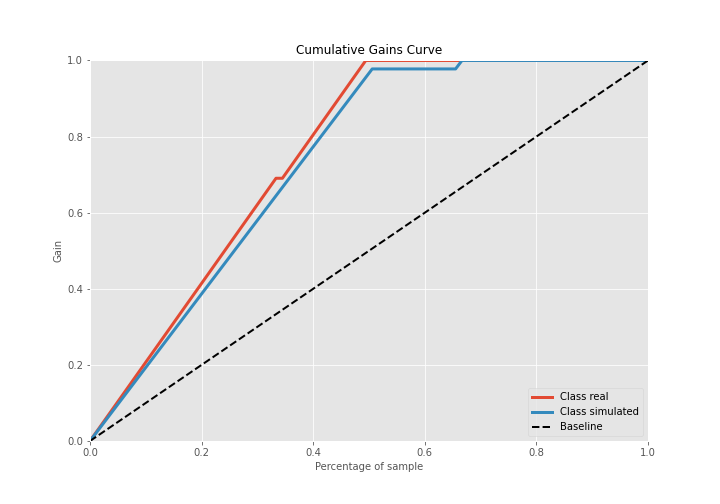 Cumulative Gains Curve
1.0
0.8
0.6
0.4
0.2
0.0
Gain
0.0 0.2 0.4 0.6 0.8 1.0
Percentage of sample
Class real
Class simulated
Baseline